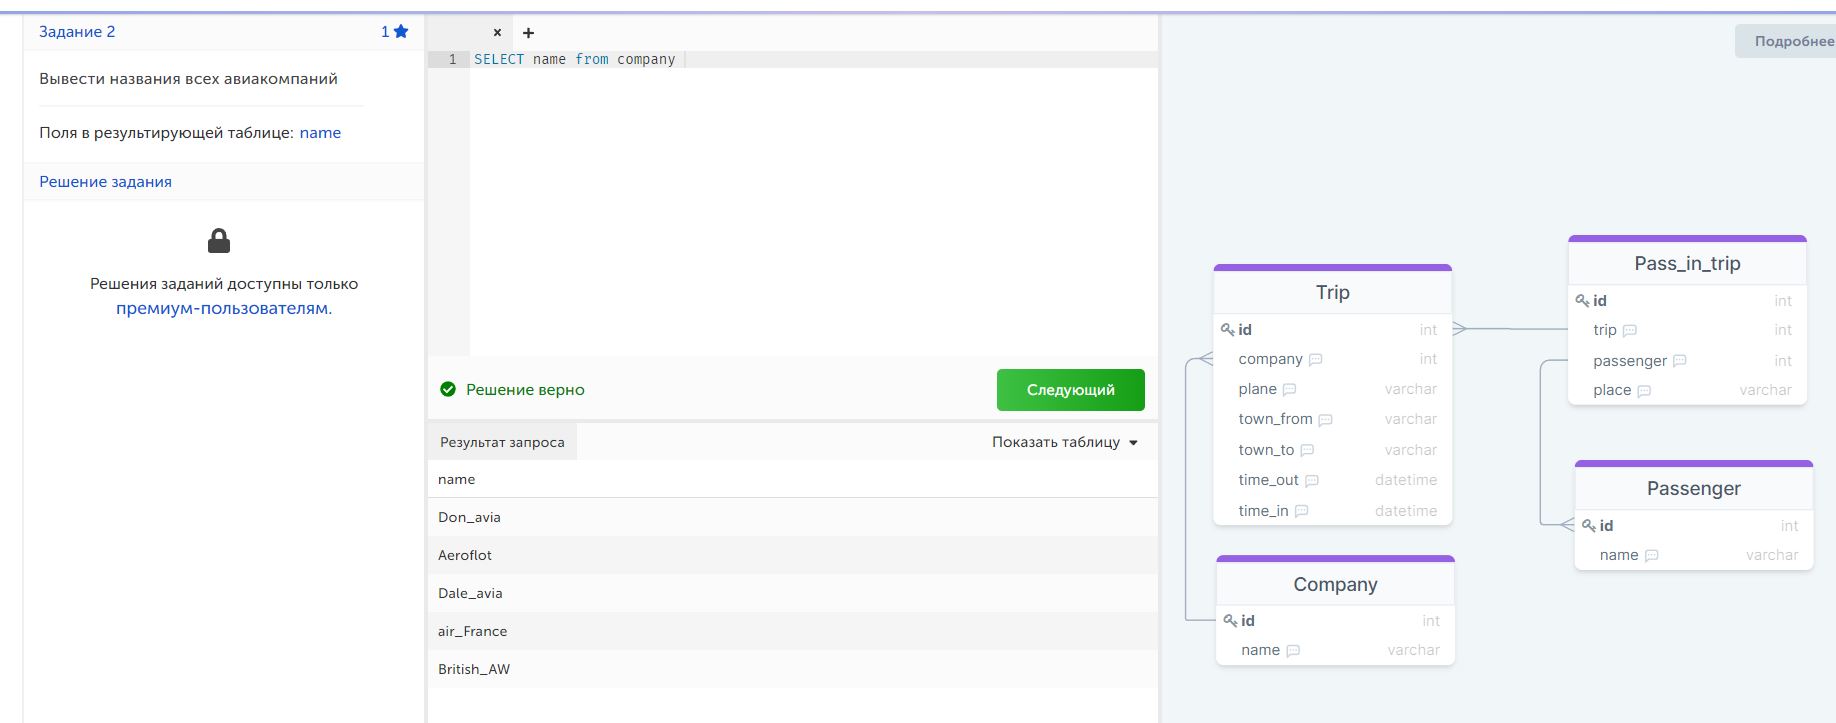 Задание 2
1
Вывести названия всех авиакомпаний
Поля в результирующей таблице: name
Решение задания
Решения заданий доступны только
премиум-пользователям.
× +
1 SELECT name from company
Решение верно
Следующий
Результат запроса
Показать таблицу
name
Don_avia
Aeroflot
Dale_avia
air_France
British_AW
Подробнее
Trip
id int
company int
plane varchar
town_from varchar
town_to varchar
time_out datetime
time_in datetime
Company
id int
name varchar
Pass_in_trip
id int
trip int
passenger int
place varchar
Passenger
id int
name varchar